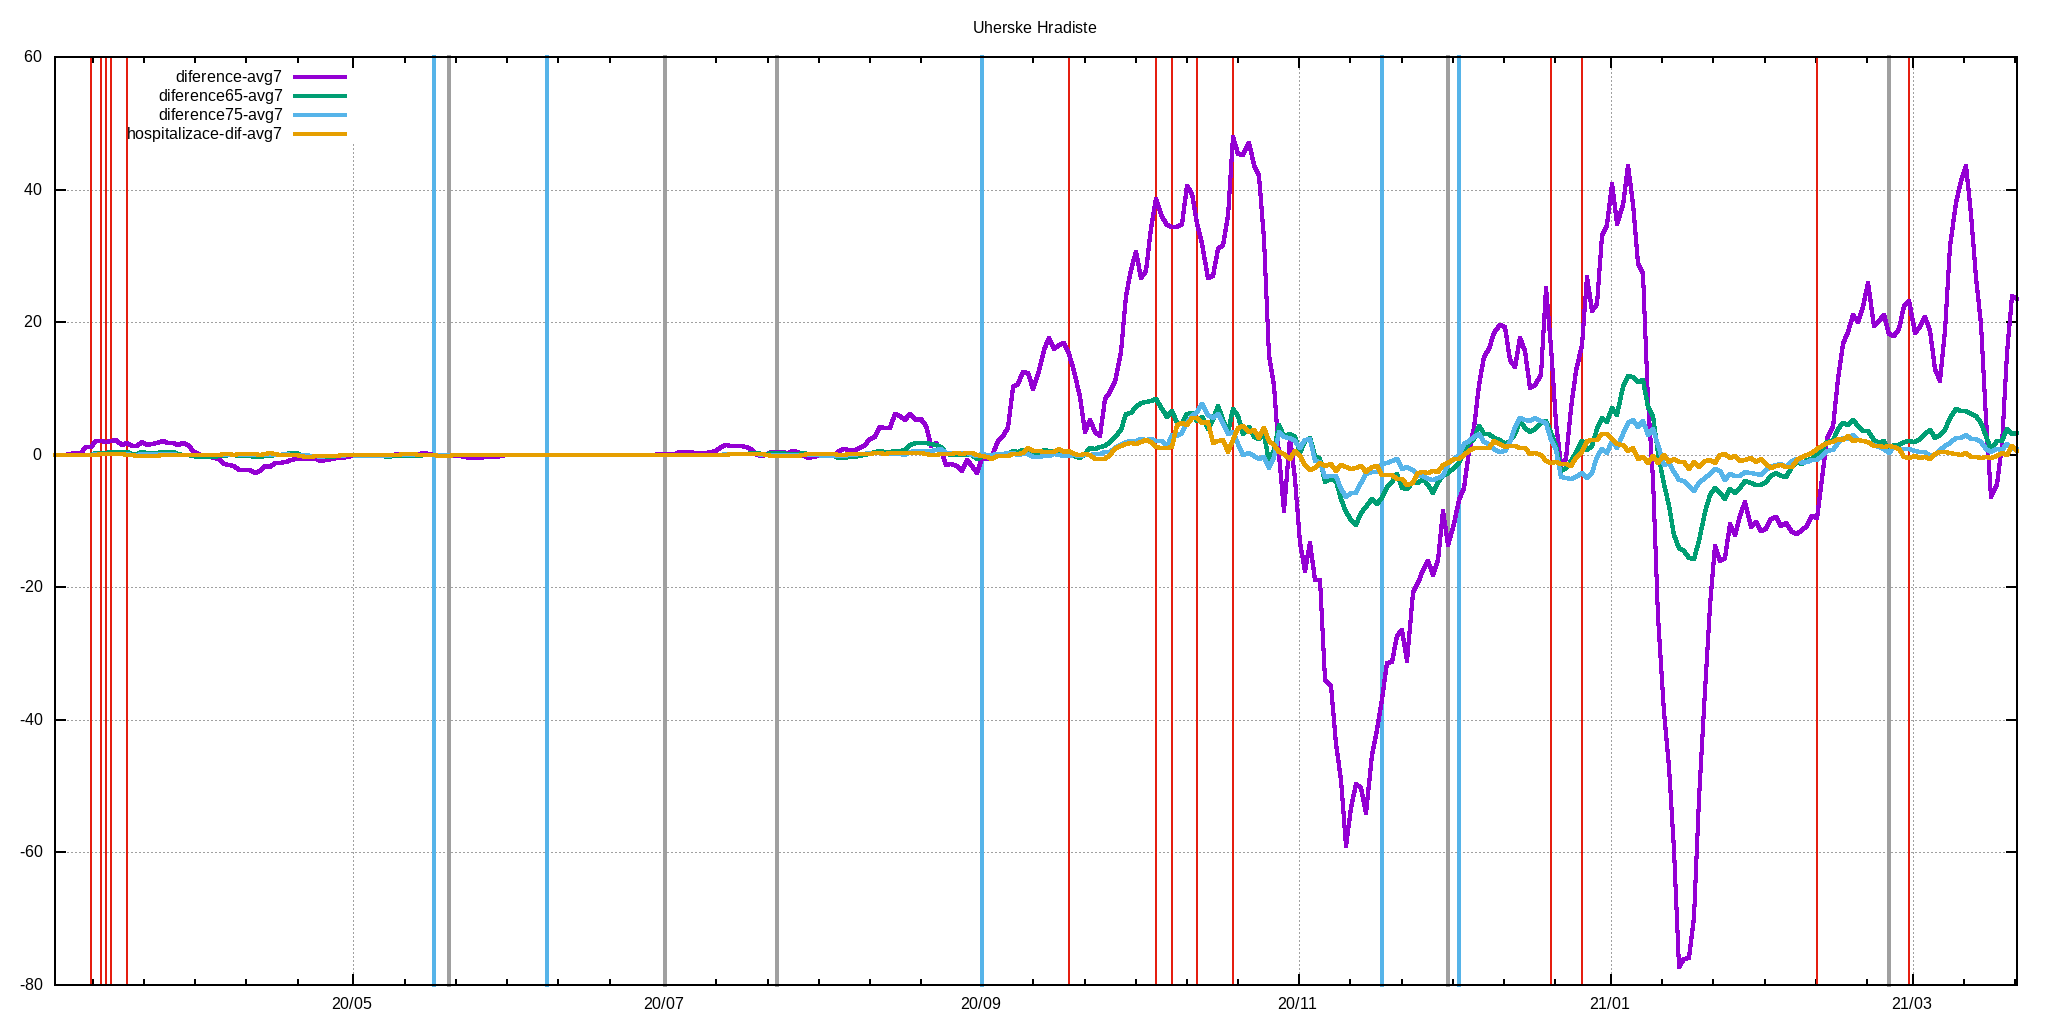 Uherske Hradiste
60
40
20
0
-20
-40
-60
-80
diference-avg7
diference65-avg7
diference75-avg7
hospitalizace-dif-avg7
20/05
20/07
20/09
20/11
21/01
21/03